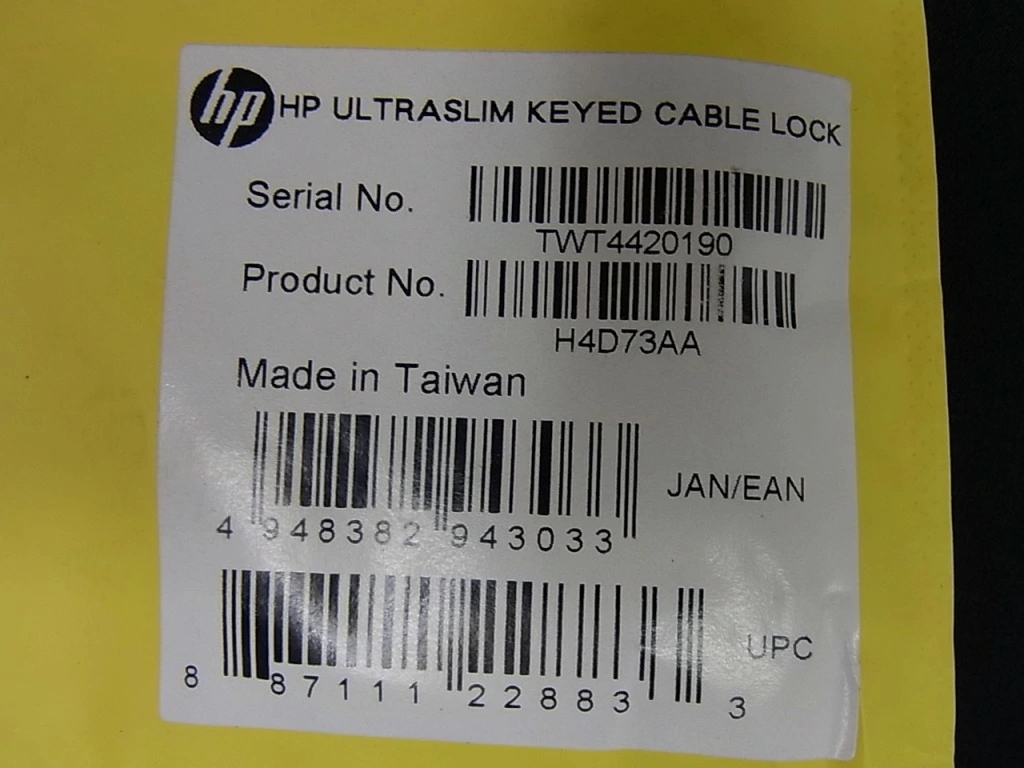 hp HP ULTRASLIM KEYED CABLE LOCK
Serial No.
TWT4420190
Product No.
H4D73AA
Made in Taiwan
4 948382 943033 JAN/EAN
8 87111 22883 3 UPC